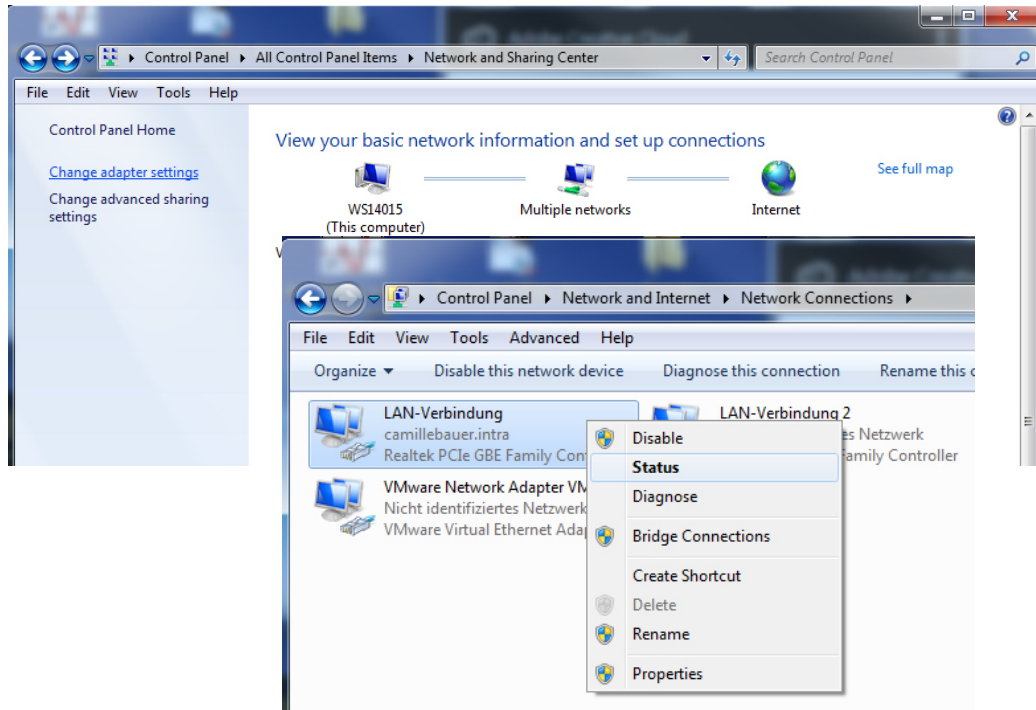 Control Panel ▸ All Control Panel Items ▸ Network and Sharing Center
Search Control Panel
File Edit View Tools Help
Control Panel Home
Change adapter settings
Change advanced sharing
settings
View your basic network information and set up connections
See full map
WS14015
(This computer)
Multiple networks
Internet
Control Panel ▸ Network and Internet ▸ Network Connections ▸
File Edit View Tools Advanced Help
Organize Disable this network device Diagnose this connection Rename this
LAN-Verbindung
camillebauer.intra
Realtek PCIe GBE Family
LAN-Verbindung 2
Netzwerk
Family Controller
VMware Network Adapter
Nicht identifiziertes Netzwerk
VMware Virtual Ethernet
Disable
Status
Diagnose
Bridge Connections
Create Shortcut
Delete
Rename
Properties